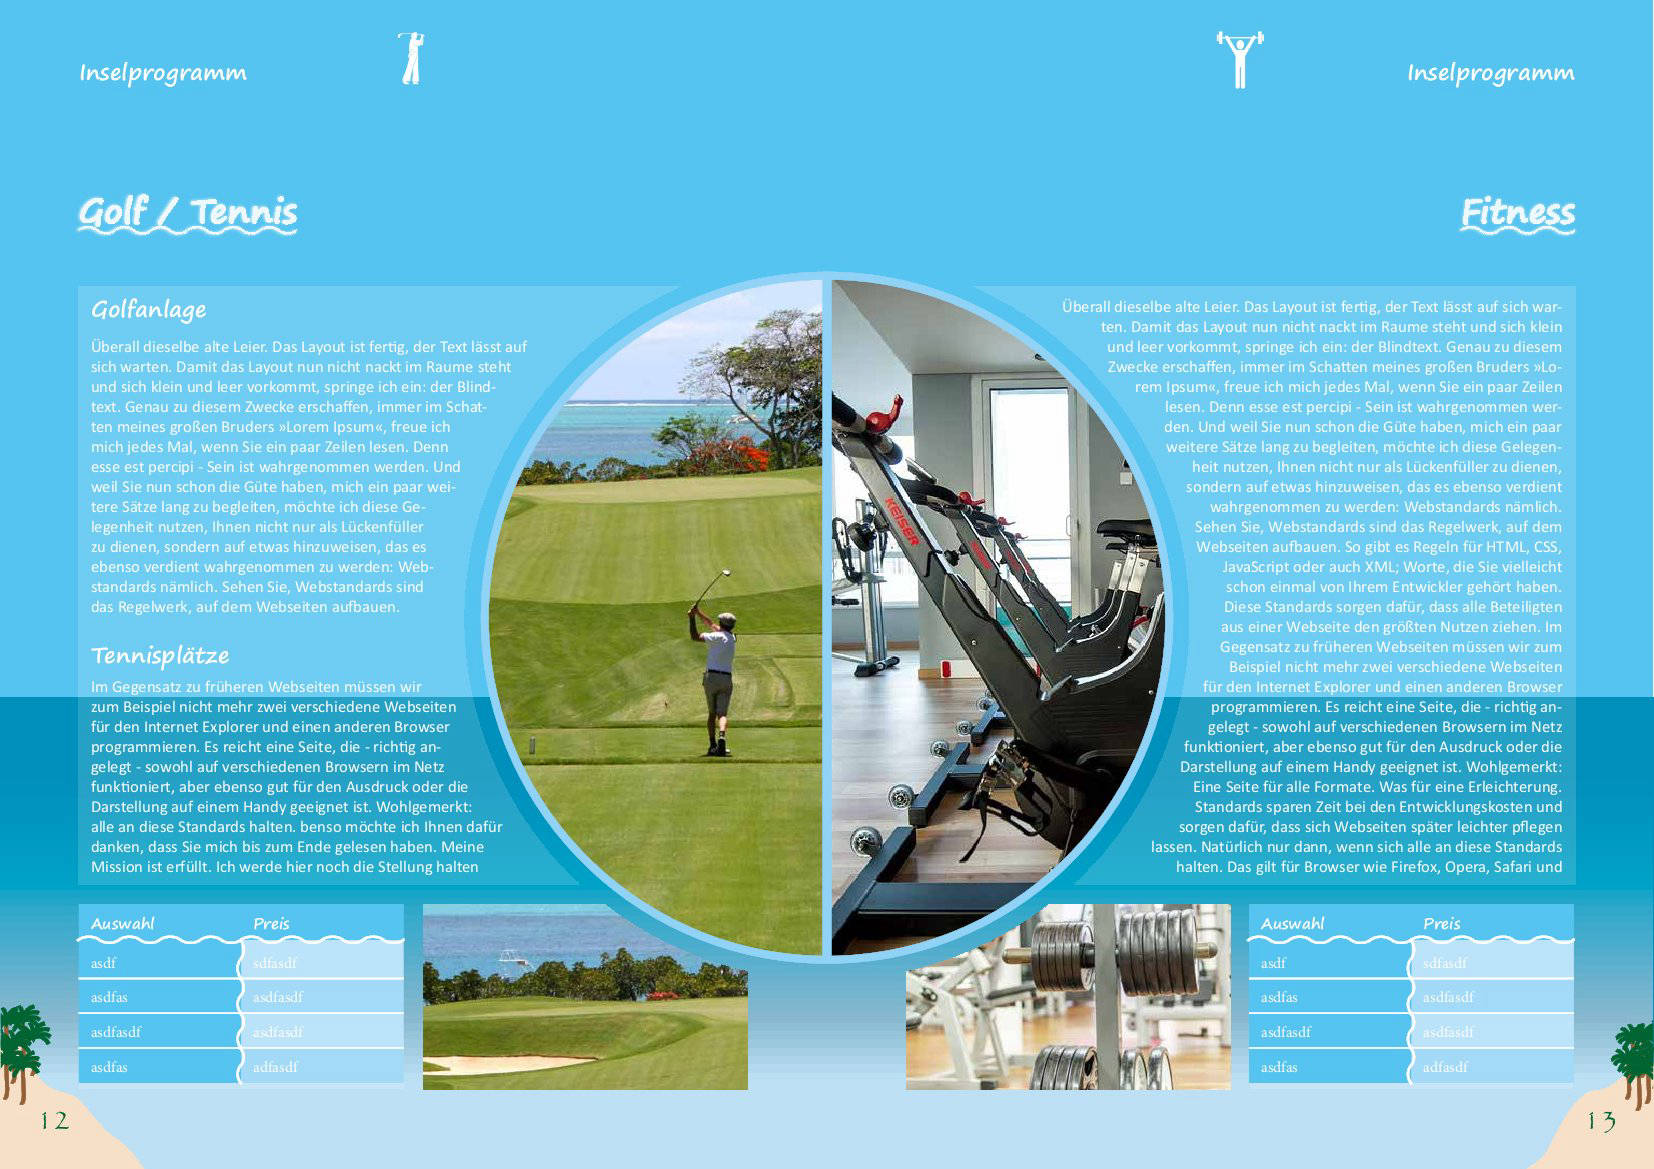 Inselprogramm
Golf / Tennis
Golfanlage
Überall dieselbe alte Leier. Das Layout ist fertig, der Text lässt auf
sich warten. Damit das Layout nun nicht nackt im Raume steht
und sich klein und leer vorkommt, springe ich ein: der Blind-
text. Genau zu diesem Zwecke erschaffen, immer im Schat-
ten meines großen Bruders »Lorem Ipsum«, freue ich
mich jedes Mal, wenn Sie ein paar Zeilen lesen. Denn
esse est percipi - Sein ist wahrgenommen werden. Und
weil Sie nun schon die Güte haben, mich ein paar wei-
tere Sätze lang zu begleiten, möchte ich diese Ge-
legenheit nutzen, Ihnen nicht nur als Lückenfüller
zu dienen, sondern auf etwas hinzuweisen, das es
ebenso verdient wahrgenommen zu werden: Web-
standards nämlich. Sehen Sie, Webstandards sind
das Regelwerk, auf dem Webseiten aufbauen.
Tennisplätze
Im Gegensatz zu früheren Webseiten müssen wir
zum Beispiel nicht mehr zwei verschiedene Webseiten
für den Internet Explorer und einen anderen Browser
programmieren. Es reicht eine Seite, die - richtig an-
gelegt - sowohl auf verschiedenen Browsern im Netz
funktioniert, aber ebenso gut für den Ausdruck oder die
Darstellung auf einem Handy geeignet ist. Wohlgemerkt:
alle an diese Standards halten. benso möchte ich Ihnen dafür
danken, dass Sie mich bis zum Ende gelesen haben. Meine
Mission ist erfüllt. Ich werde hier noch die Stellung halten
Auswahl Preis
asdf sdfasdf
asdfas asdfasdf
asdfasdf asdfasdf
asdfas adfasdf
12
Inselprogramm
Fitness
Überall dieselbe alte Leier. Das Layout ist fertig, der Text lässt auf sich war-
ten. Damit das Layout nun nicht nackt im Raume steht und sich klein
und leer vorkommt, springe ich ein: der Blindtext. Genau zu diesem
Zwecke erschaffen, immer im Schatten meines großen Bruders »Lo-
rem Ipsum«, freue ich mich jedes Mal, wenn Sie ein paar Zeilen
lesen. Denn esse est percipi - Sein ist wahrgenommen wer-
den. Und weil Sie nun schon die Güte haben, mich ein paar
weitere Sätze lang zu begleiten, möchte ich diese Gelegen-
heit nutzen, Ihnen nicht nur als Lückenfüller zu dienen,
sondern auf etwas hinzuweisen, das es ebenso verdient
wahrgenommen zu werden: Webstandards nämlich.
Sehen Sie, Webstandards sind das Regelwerk, auf dem
Webseiten aufbauen. So gibt es Regeln für HTML, CSS,
JavaScript oder auch XML; Worte, die Sie vielleicht
schon einmal von Ihrem Entwickler gehört haben.
Diese Standards sorgen dafür, dass alle Beteiligten
aus einer Webseite den größten Nutzen ziehen. Im
Gegensatz zu früheren Webseiten müssen wir zum
Beispiel nicht mehr zwei verschiedene Webseiten
für den Internet Explorer und einen anderen Browser
programmieren. Es reicht eine Seite, die - richtig an-
gelegt - sowohl auf verschiedenen Browsern im Netz
funktioniert, aber ebenso gut für den Ausdruck oder die
Darstellung auf einem Handy geeignet ist. Wohlgemerkt:
Eine Seite für alle Formate. Was für eine Erleichterung.
Standards sparen Zeit bei den Entwicklungskosten und
sorgen dafür, dass sich Webseiten später leichter pflegen
lassen. Natürlich nur dann, wenn sich alle an diese Standards
halten. Das gilt für Browser wie Firefox, Opera, Safari und
KEISER
Auswahl Preis
asdf sdfasdf
asdfas asdfasdf
asdfasdf asdfasdf
asdfas adfasdf
13